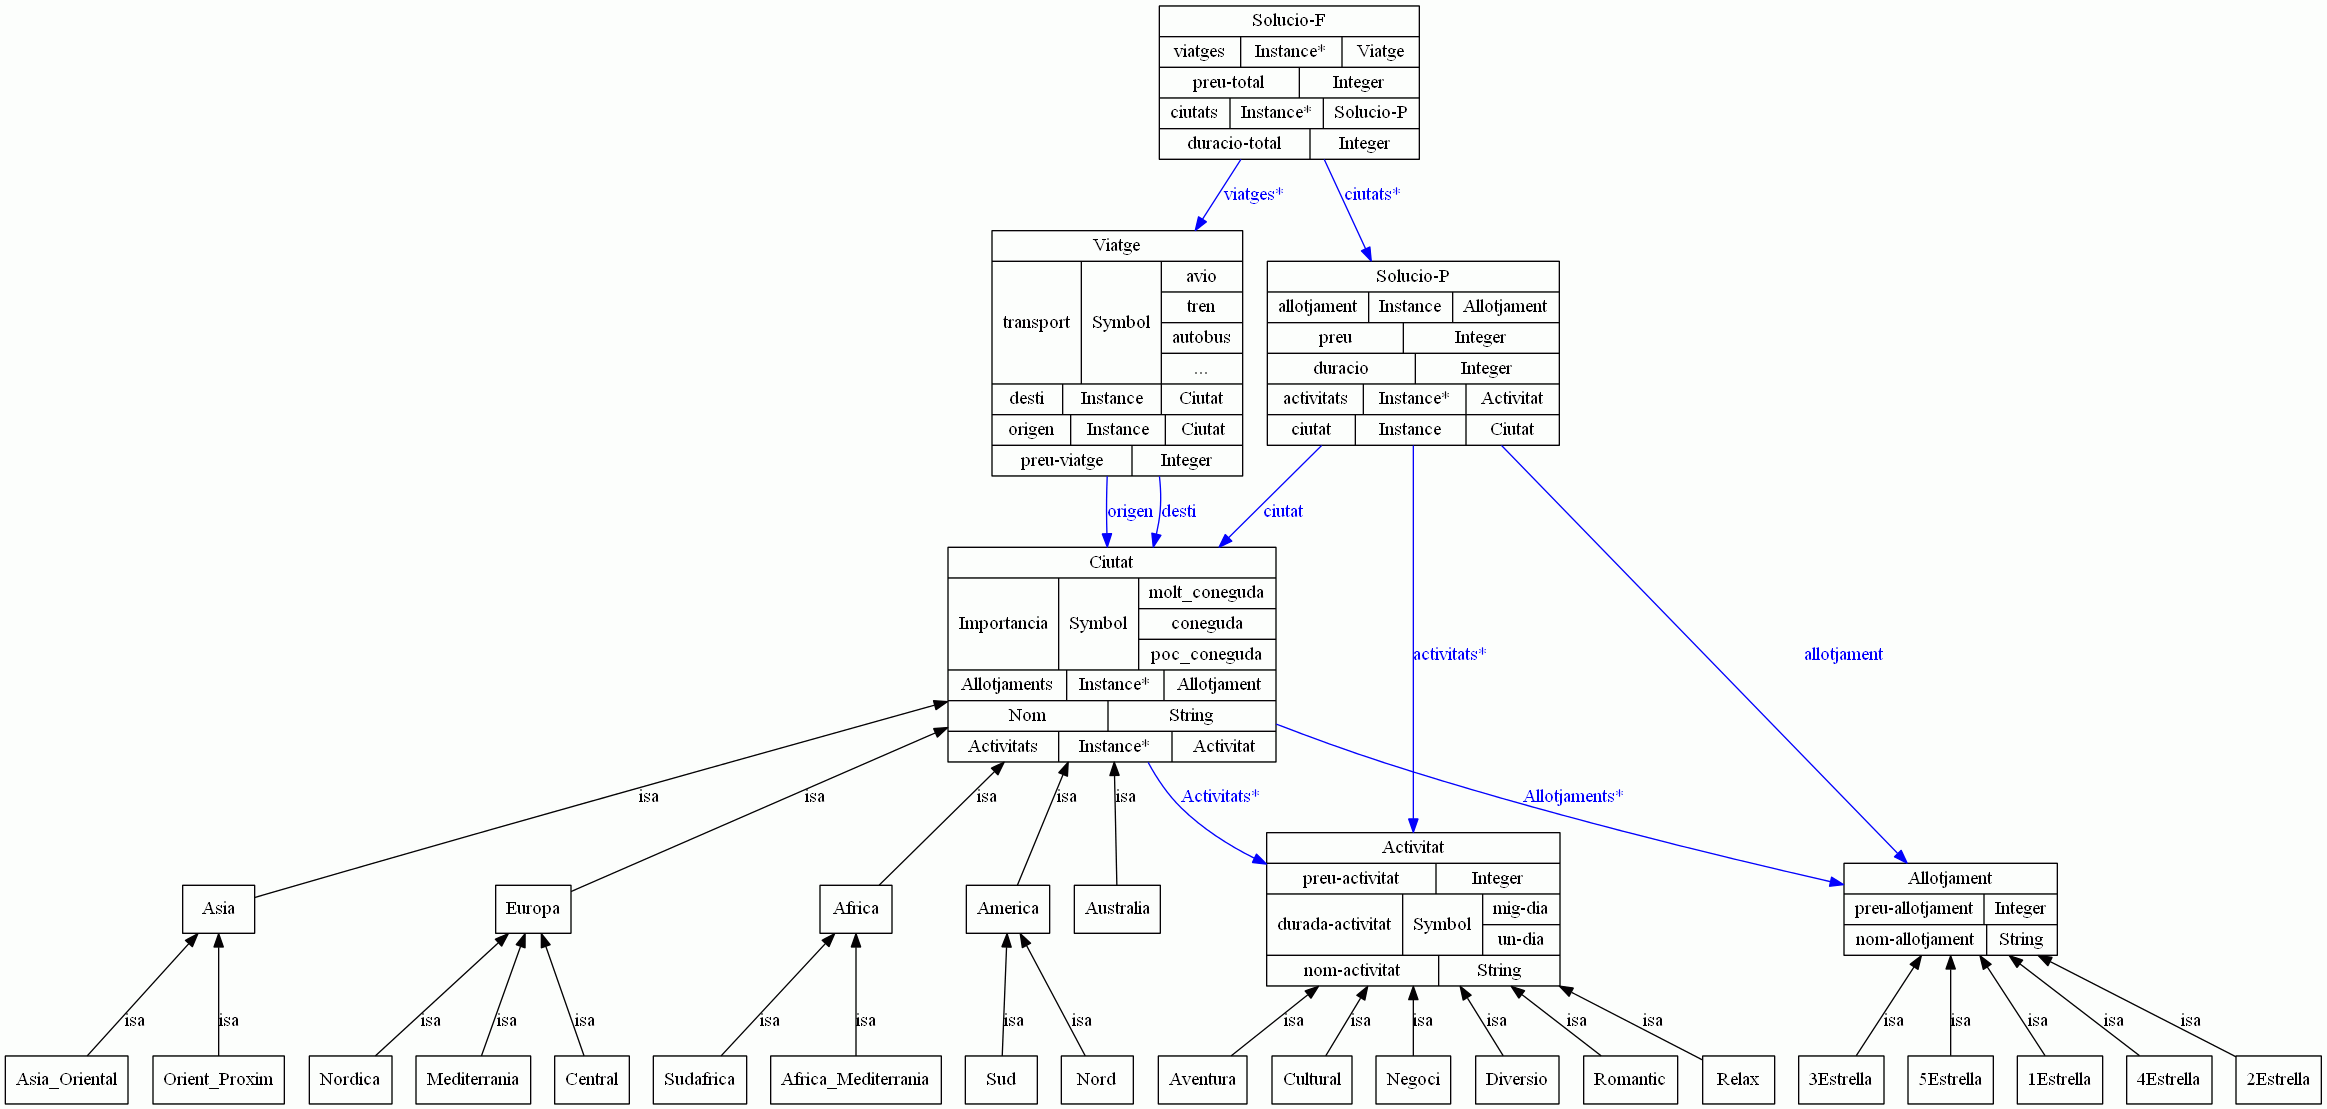 Solucio-F
viatges Instance* Viatge
preu-total Integer
ciutats Instance* Solucio-P
duracio-total Integer
viatges* ciutats*
Viatge
transport Symbol avio
tren
autobus
...
desti Instance Ciutat
origen Instance Ciutat
preu-viatge Integer
Solucio-P
allotjament Instance Allotjament
preu Integer
duracio Integer
activitats Instance* Activitat
ciutat Instance Ciutat
origen desti ciutat
activitats* allotjament
Ciutat
Importancia Symbol molt_coneguda
coneguda
poc_coneguda
Allotjaments Instance* Allotjament
Nom String
Activitats Instance* Activitat
isa isa isa isa isa Activitats* Allotjaments*
Asia Europa Africa America Australia
Activitat
preu-activitat Integer
durada-activitat Symbol mig-dia
un-dia
nom-activitat String
Allotjament
preu-allotjament Integer
nom-allotjament String
isa isa isa isa isa isa isa isa isa isa isa isa isa isa isa isa isa isa isa isa
Asia_Oriental Orient_Proxim Nordica Mediterrania Central Sudafrica Africa_Mediterrania Sud Nord Aventura Cultural Negoci Diversio Romantic Relax 3Estrella 5Estrella 1Estrella 4Estrella 2Estrella